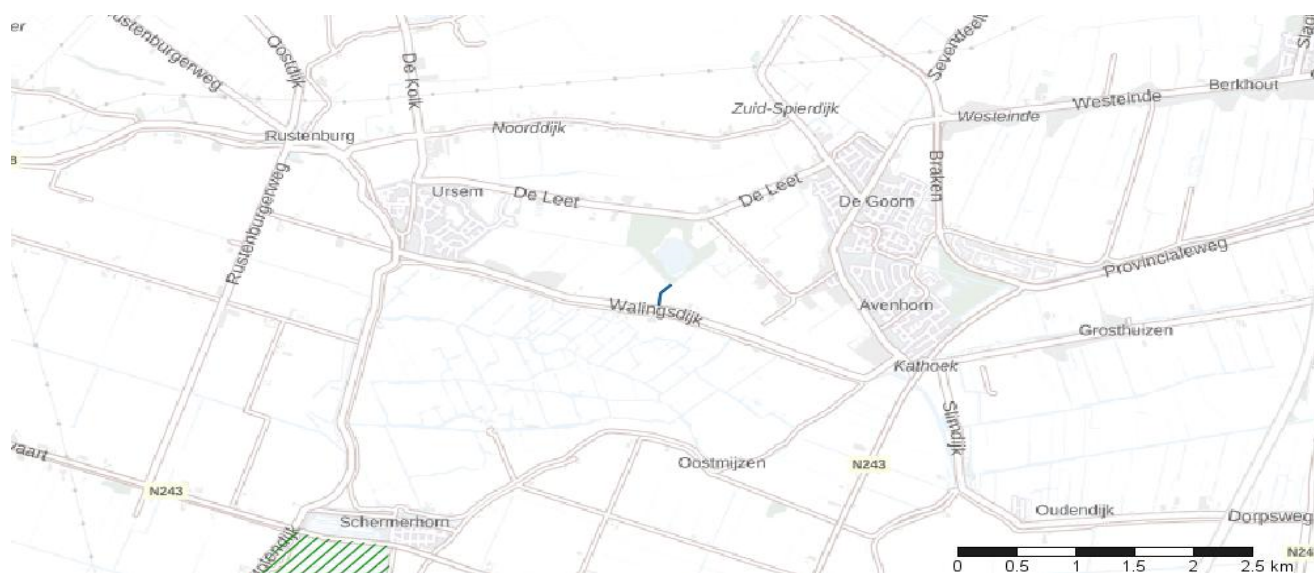 Rustenburgerweg
Oostdijk
De Kolk
Sevendeel
Zuid-Spierdijk
Westeinde
Berkhout
Westeinde
Noorddijk
Rustenburg
Braken
Ursem
De Leet
De Leet
De Goorn
Rustenburgerweg
Provincialeweg
Walingsdijk
Avenhorn
Grosthuizen
Kathoek
Slimdijk
vaart
N243
Oostmijzen
N243
Schermerhorn
Oudendijk
Dorpsweg
0 0.5 1 1.5 2 2.5 km